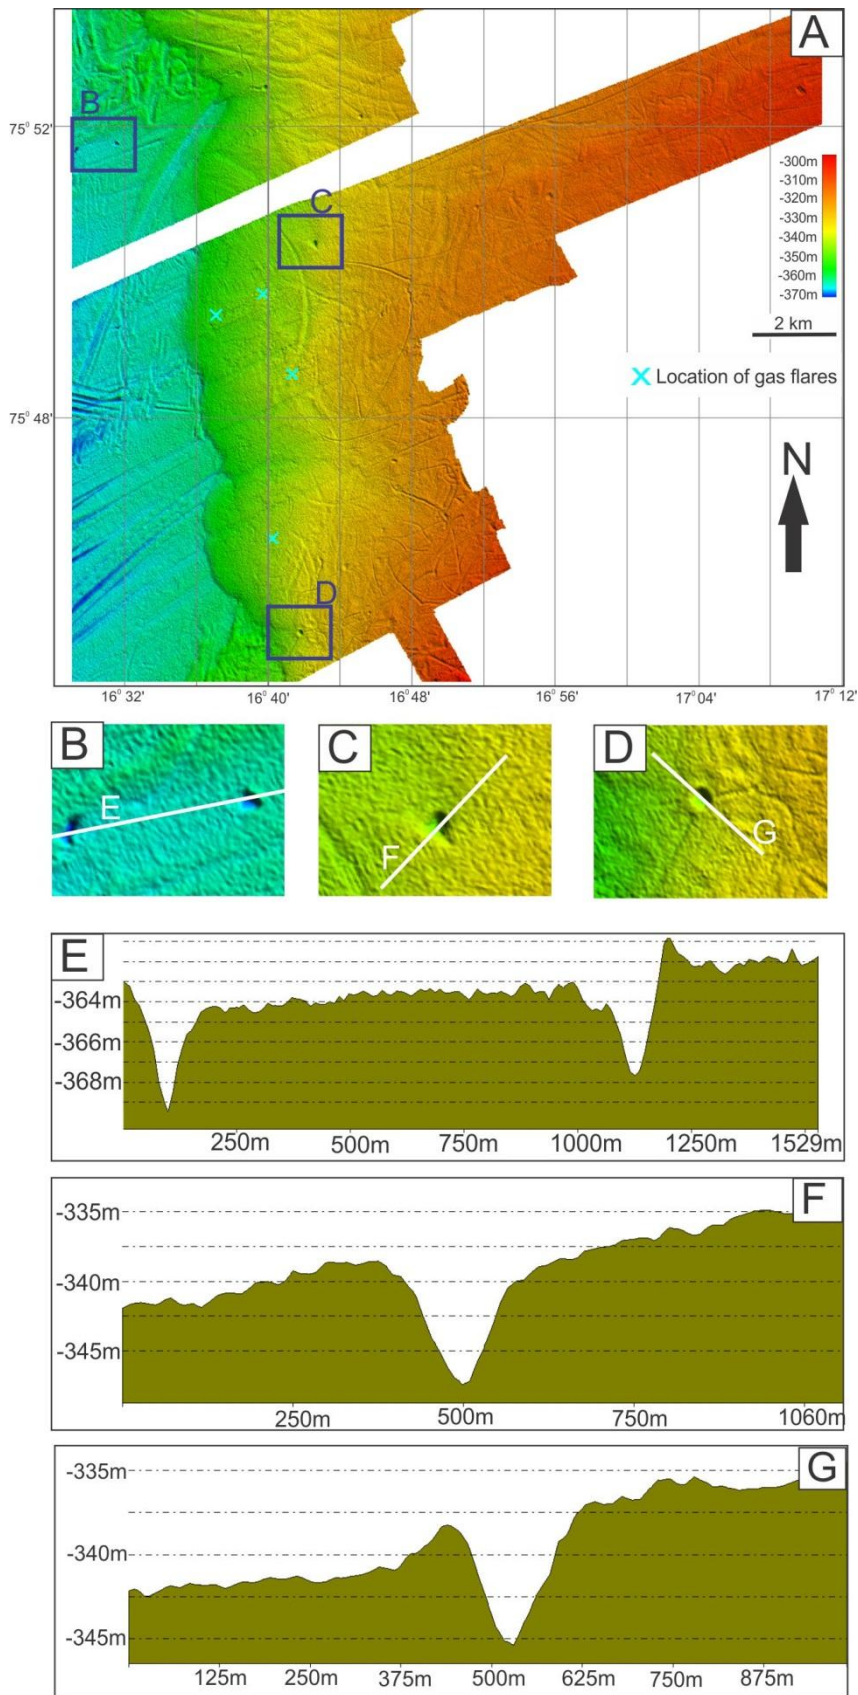 A
B
75° 52'
C
-300m
-310m
-320m
-330m
-340m
-350m
-360m
-370m
2 km
X Location of gas flares
75° 48'
N
D
16° 32' 16° 40' 16° 48' 16° 56' 17° 04' 17° 12'
B C D
E F G
E
-364m
-366m
-368m
250m 500m 750m 1000m 1250m 1529m
F
-335m
-340m
-345m
250m 500m 750m 1060m
G
-335m
-340m
-345m
125m 250m 375m 500m 625m 750m 875m